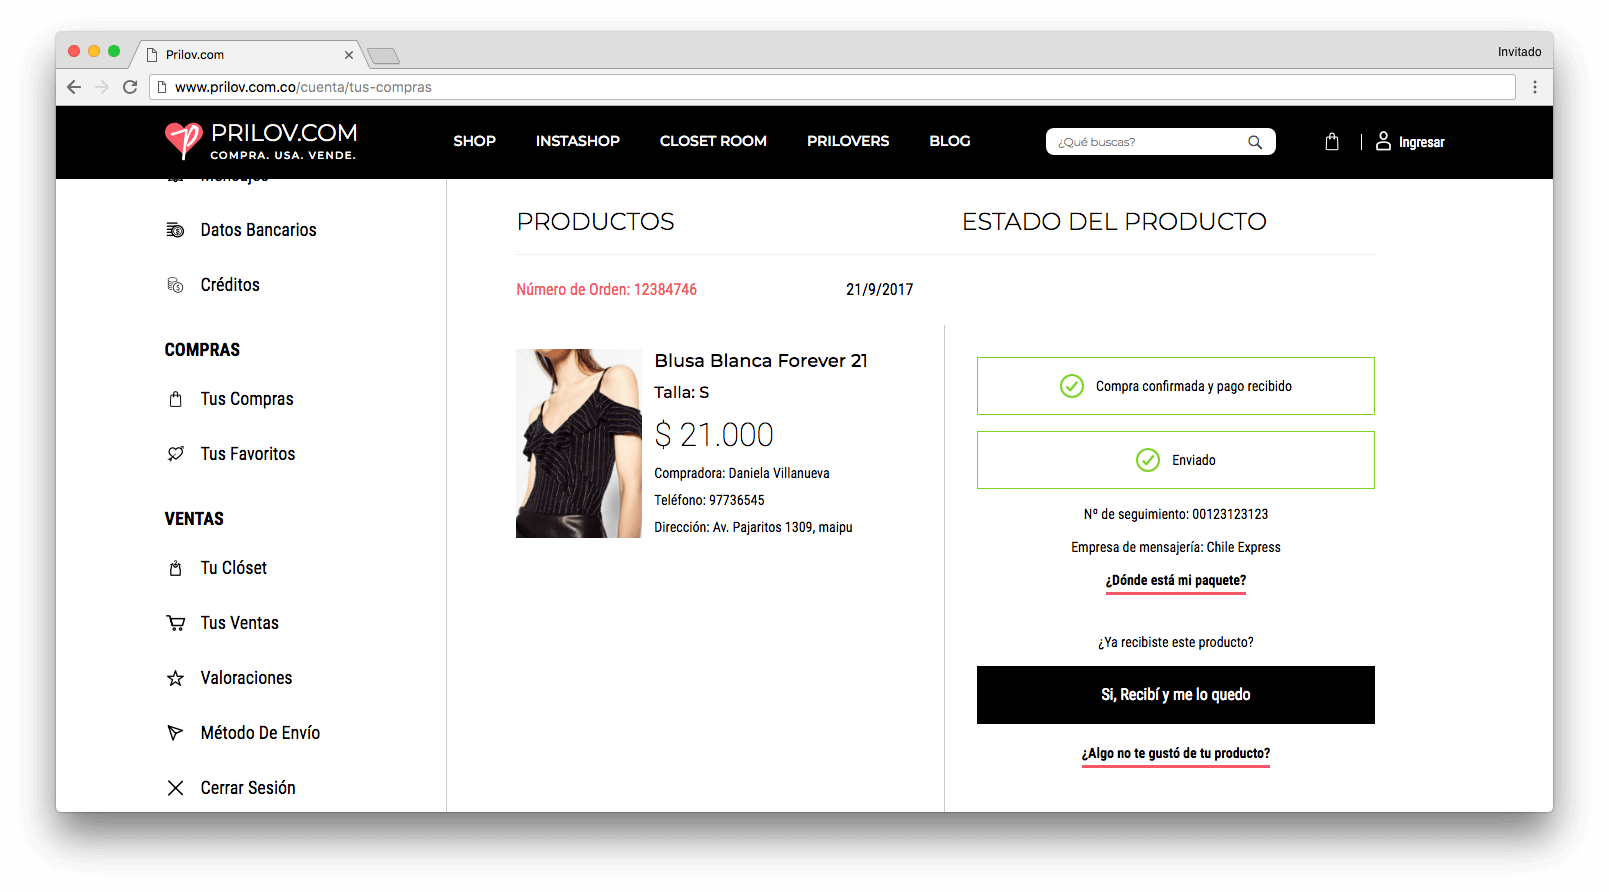 Prilov.com
Invitado
www.prilov.com.co/cuenta/tus-compras
PRILOV.COM
COMPRA. USA. VENDE.
SHOP
INSTASHOP
CLOSET ROOM
PRILOVERS
BLOG
¿Qué buscas?
Ingresar
Mensajes
Datos Bancarios
Créditos
COMPRAS
Tus Compras
Tus Favoritos
VENTAS
Tu Clóset
Tus Ventas
Valoraciones
Método De Envío
Cerrar Sesión
PRODUCTOS
ESTADO DEL PRODUCTO
Número de Orden: 12384746
21/9/2017
Blusa Blanca Forever 21
Talla: S
$ 21.000
Compradora: Daniela Villanueva
Teléfono: 97736545
Dirección: Av. Pajaritos 1309, maipu
Compra confirmada y pago recibido
Enviado
Nº de seguimiento: 00123123123
Empresa de mensajería: Chile Express
¿Dónde está mi paquete?
¿Ya recibiste este producto?
Si, Recibí y me lo quedo
¿Algo no te gustó de tu producto?